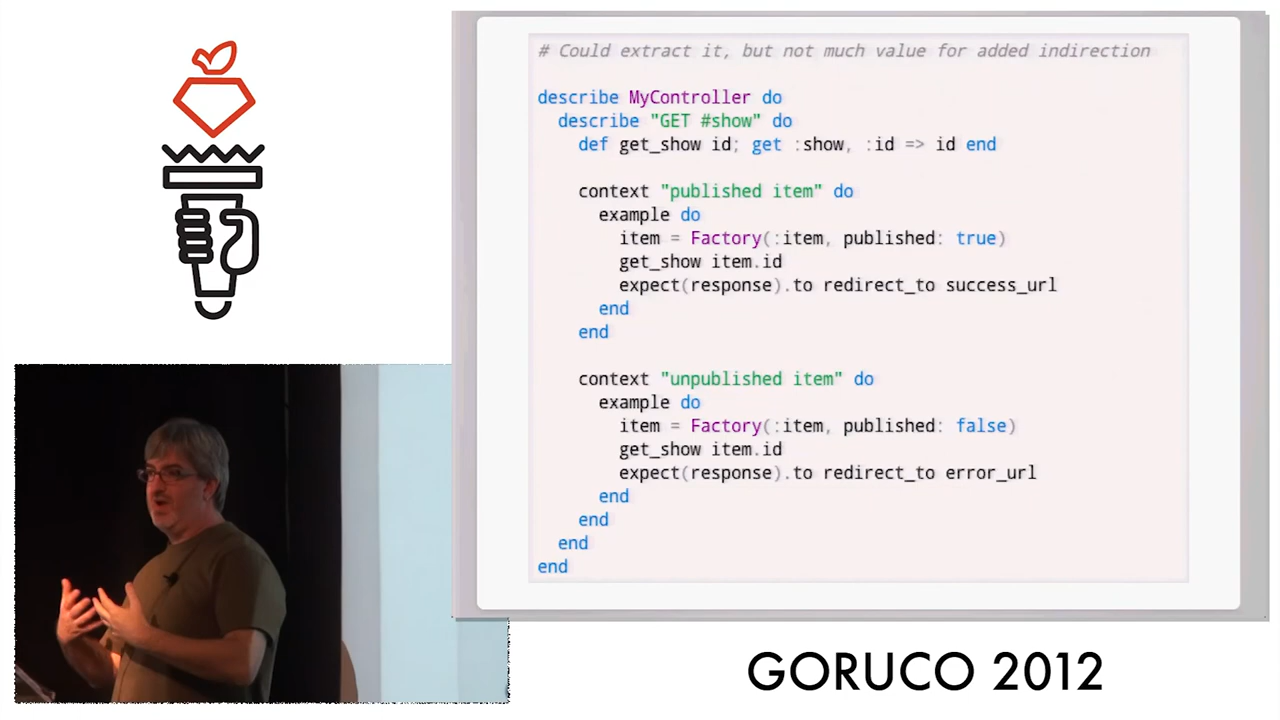 # Could extract it, but not much value for added indirection
describe MyController do
describe "GET #show" do
def get_show id; get :show, :id => id end
context "published item" do
example do
item = Factory(:item, published: true)
get_show item.id
expect(response).to redirect_to success_url
end
end
context "unpublished item" do
example do
item = Factory(:item, published: false)
get_show item.id
expect(response).to redirect_to error_url
end
end
end
end
GORUCO 2012